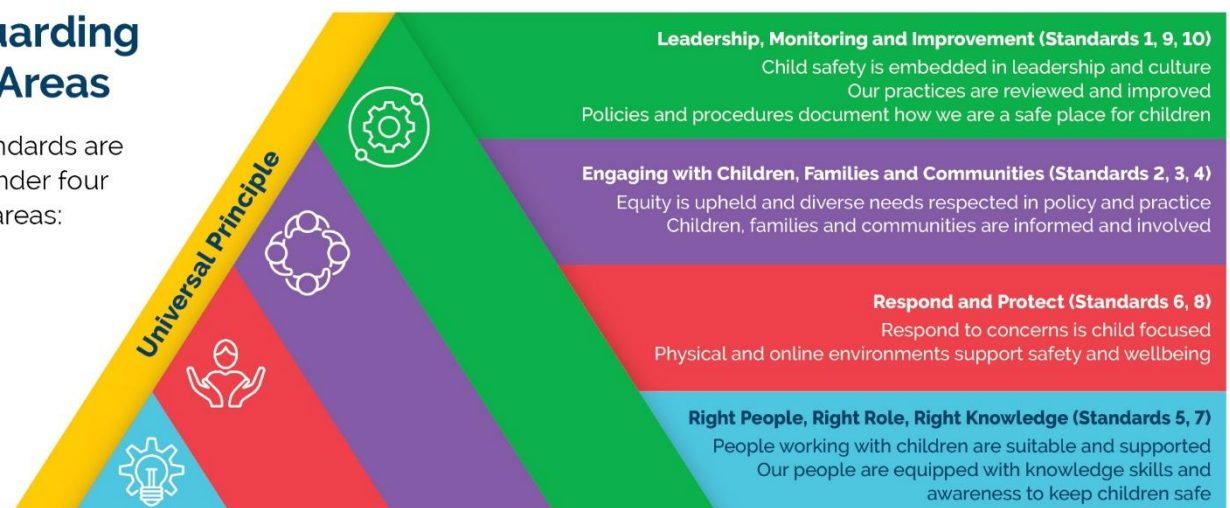 Areas
areas:
Universal Principle
Leadership, Monitoring and Improvement (Standards 1, 9, 10)
Child safety is embedded in leadership and culture
Our practices are reviewed and improved
Policies and procedures document how we are a safe place for children
Engaging with Children, Families and Communities (Standards 2, 3, 4)
Equity is upheld and diverse needs respected in policy and practice
Children, families and communities are informed and involved
Respond and Protect (Standards 6, 8)
Respond to concerns is child focused
Physical and online environments support safety and wellbeing
Right People, Right Role, Right Knowledge (Standards 5, 7)
People working with children are suitable and supported
Our people are equipped with knowledge skills and
awareness to keep children safe